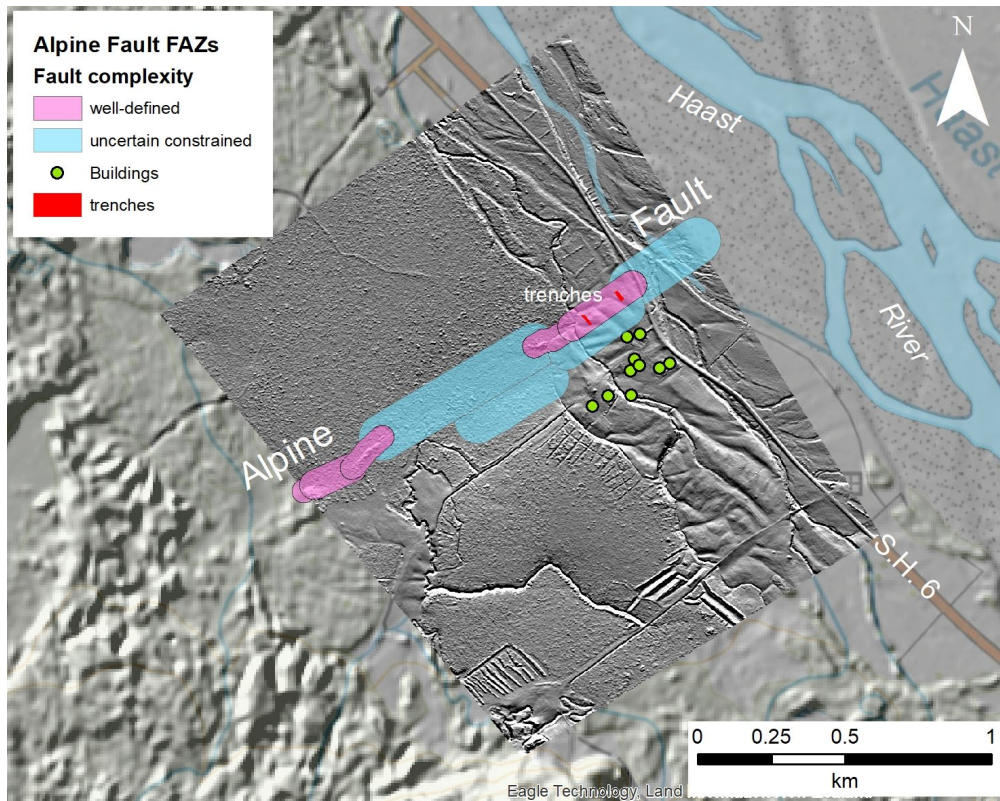 Alpine Fault FAZs
Fault complexity
well-defined
uncertain constrained
Buildings
trenches
N
Haast
Haast
Fault
trenches
River
Alpine
S.H. 6
0 0.25 0.5 1
km
Eagle Technology, Land